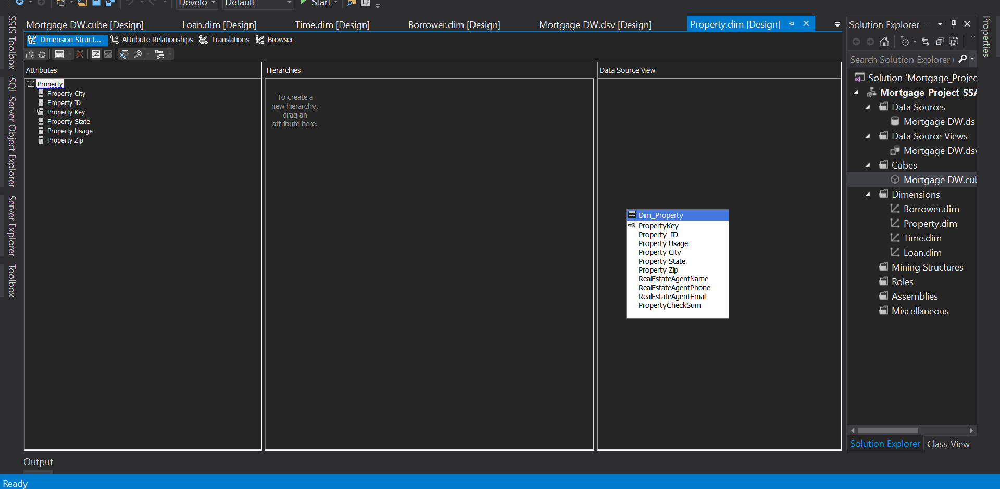 Develo
Default
Start
SSIS Toolbox
SQL Server Object Explorer
Server Explorer
Toolbox
Mortgage DW.cube [Design]
Loan.dim [Design]
Time.dim [Design]
Borrower.dim [Design]
Mortgage DW.dsv [Design]
Property.dim [Design]
Dimension Struct...
Attribute Relationships
Translations
Browser
Attributes
Property
Property City
Property ID
Property Key
Property State
Property Usage
Property Zip
Hierarchies
To create a
new hierarchy,
drag an
attribute here.
Data Source View
Dim_Property
PropertyKey
Property_ID
Property Usage
Property City
Property State
Property Zip
RealEstateAgentName
RealEstateAgentPhone
RealEstateAgentEmail
PropertyCheckSum
Solution Explorer
Search Solution Explorer (
Solution 'Mortgage_Projec
Mortgage_Project_SSA
Data Sources
Mortgage DW.ds
Data Source Views
Mortgage DW.dsv
Cubes
Mortgage DW.cub
Dimensions
Borrower.dim
Property.dim
Time.dim
Loan.dim
Mining Structures
Roles
Assemblies
Miscellaneous
Solution Explorer
Class View
Properties
Output
Ready